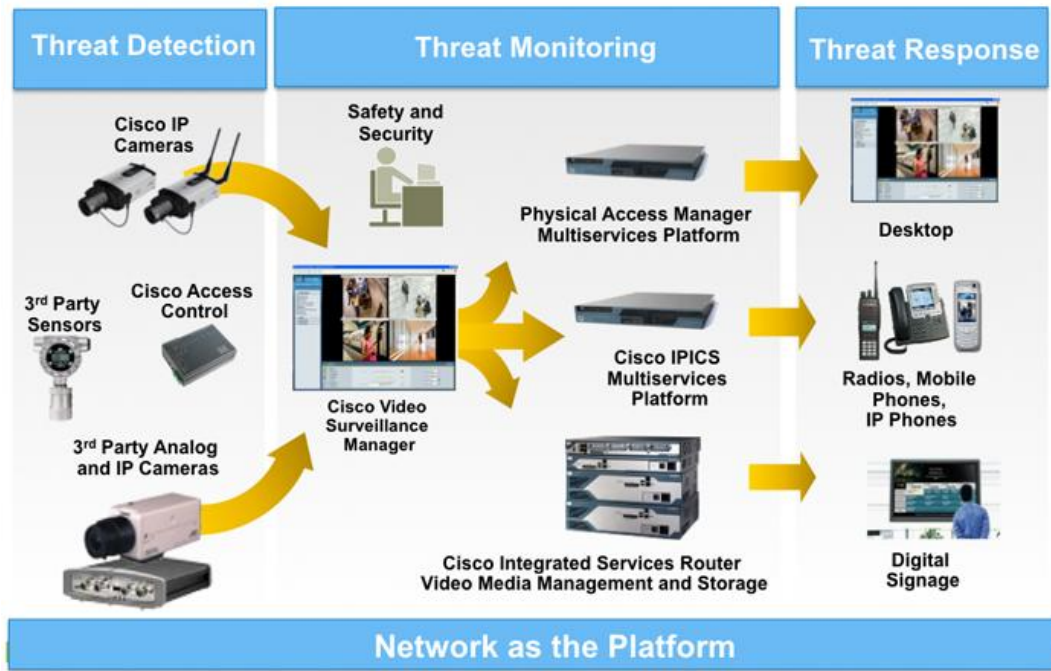 Threat Detection
Threat Monitoring
Threat Response
Cisco IP
Cameras
3rd Party
Sensors
Cisco Access
Control
3rd Party Analog
and IP Cameras
Safety and
Security
Cisco Video
Surveillance
Manager
Physical Access Manager
Multiservices Platform
Cisco IPICS
Multiservices
Platform
Cisco Integrated Services Router
Video Media Management and Storage
Desktop
Radios, Mobile
Phones,
IP Phones
Digital
Signage
Network as the Platform